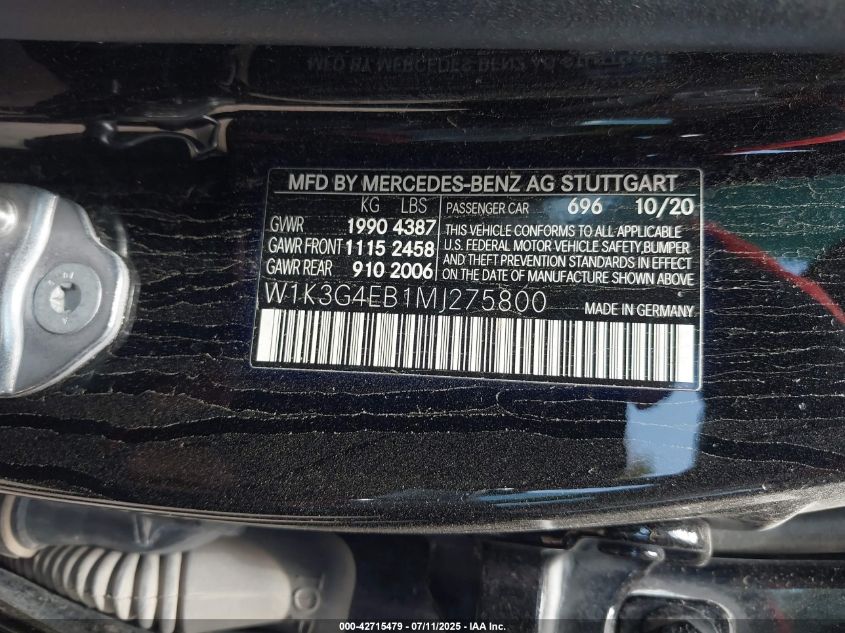 MFD BY MERCEDES-BENZ AG STUTTGART
KG LBS
GVWR 1990 4387
GAWR FRONT 1115 2458
GAWR REAR 910 2006
PASSENGER CAR 696 10/20
THIS VEHICLE CONFORMS TO ALL APPLICABLE
U.S. FEDERAL MOTOR VEHICLE SAFETY,BUMPER
AND THEFT PREVENTION STANDARDS IN EFFECT
ON THE DATE OF MANUFACTURE SHOWN ABOVE
W1K3G4EB1MJ275800
MADE IN GERMANY
000-42715479 - 07/11/2025 - IAA Inc.